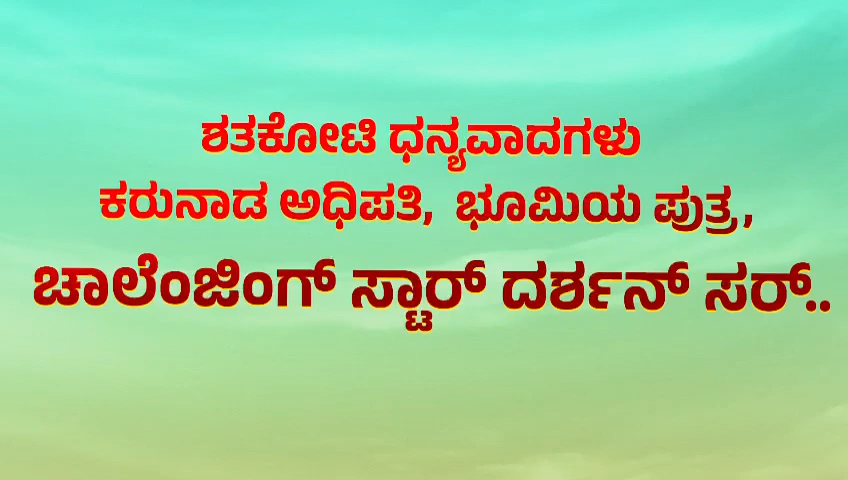 ಶತಕೋಟಿ ಧನ್ಯವಾದಗಳು
ಕರುನಾಡ ಅಧಿಪತಿ, ಭೂಮಿಯ ಪುತ್ರ,
ಚಾಲೆಂಜಿಂಗ್ ಸ್ಟಾರ್ ದರ್ಶನ್ ಸರ್..